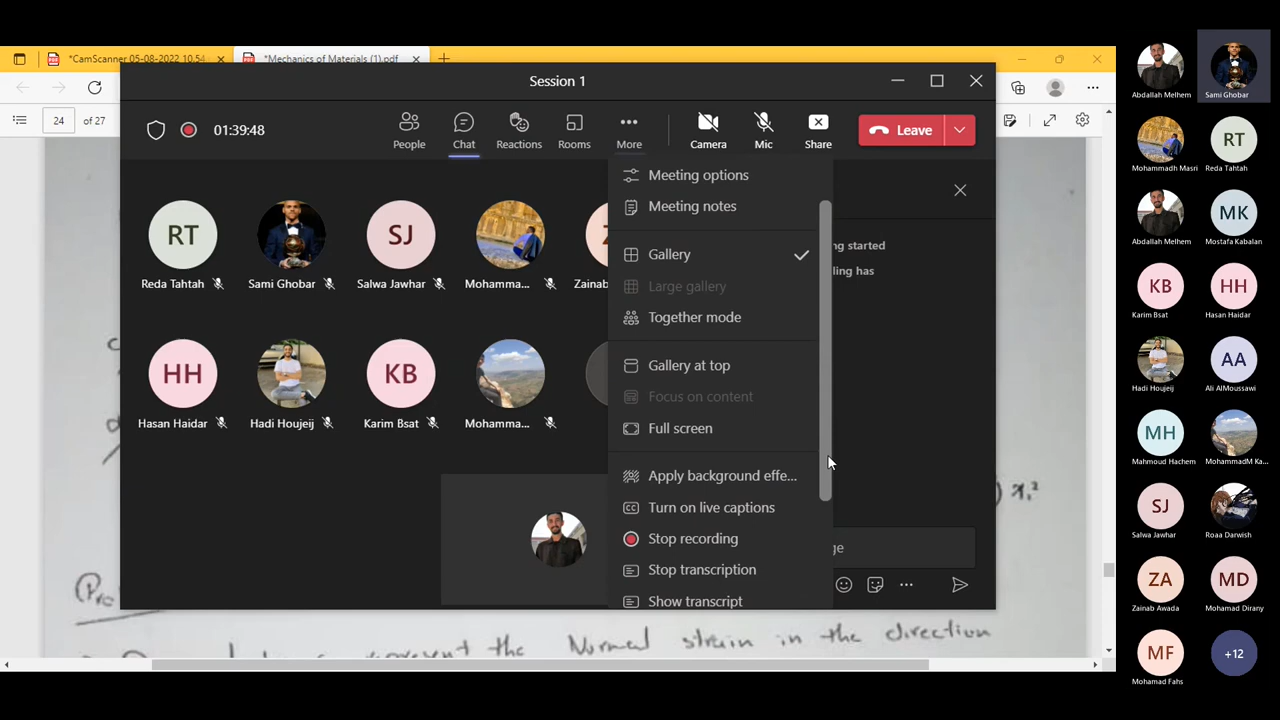 *CamScanner 05-08-2022 10.54
*Mechanics of Materials (1).pdf
24 of 27
Session 1
01:39:48
People
Chat
Reactions
Rooms
More
Camera
Mic
Share
Leave
Meeting options
Meeting notes
Gallery
Large gallery
Together mode
Gallery at top
Focus on content
Full screen
Apply background effe...
Turn on live captions
Stop recording
Stop transcription
Show transcript
ng started
ling has
ge
RT
Reda Tahtah
Sami Ghobar
SJ
Salwa Jawhar
Mohamma...
Z
Zainab
HH
Hasan Haidar
Hadi Houjeij
KB
Karim Bsat
Mohamma...
the Normal strain in the direction
Abdallah Melhem
Sami Ghobar
Mohammadh Masri
RT
Reda Tahtah
Abdallah Melhem
MK
Mostafa Kabalan
KB
Karim Bsat
HH
Hasan Haidar
Hadi Houjeij
AA
Ali AlMoussawi
MH
Mahmoud Hachem
MohammadM Ka...
SJ
Salwa Jawhar
Roaa Darwish
ZA
Zainab Awada
MD
Mohamad Dirany
MF
Mohamad Fahs
+12